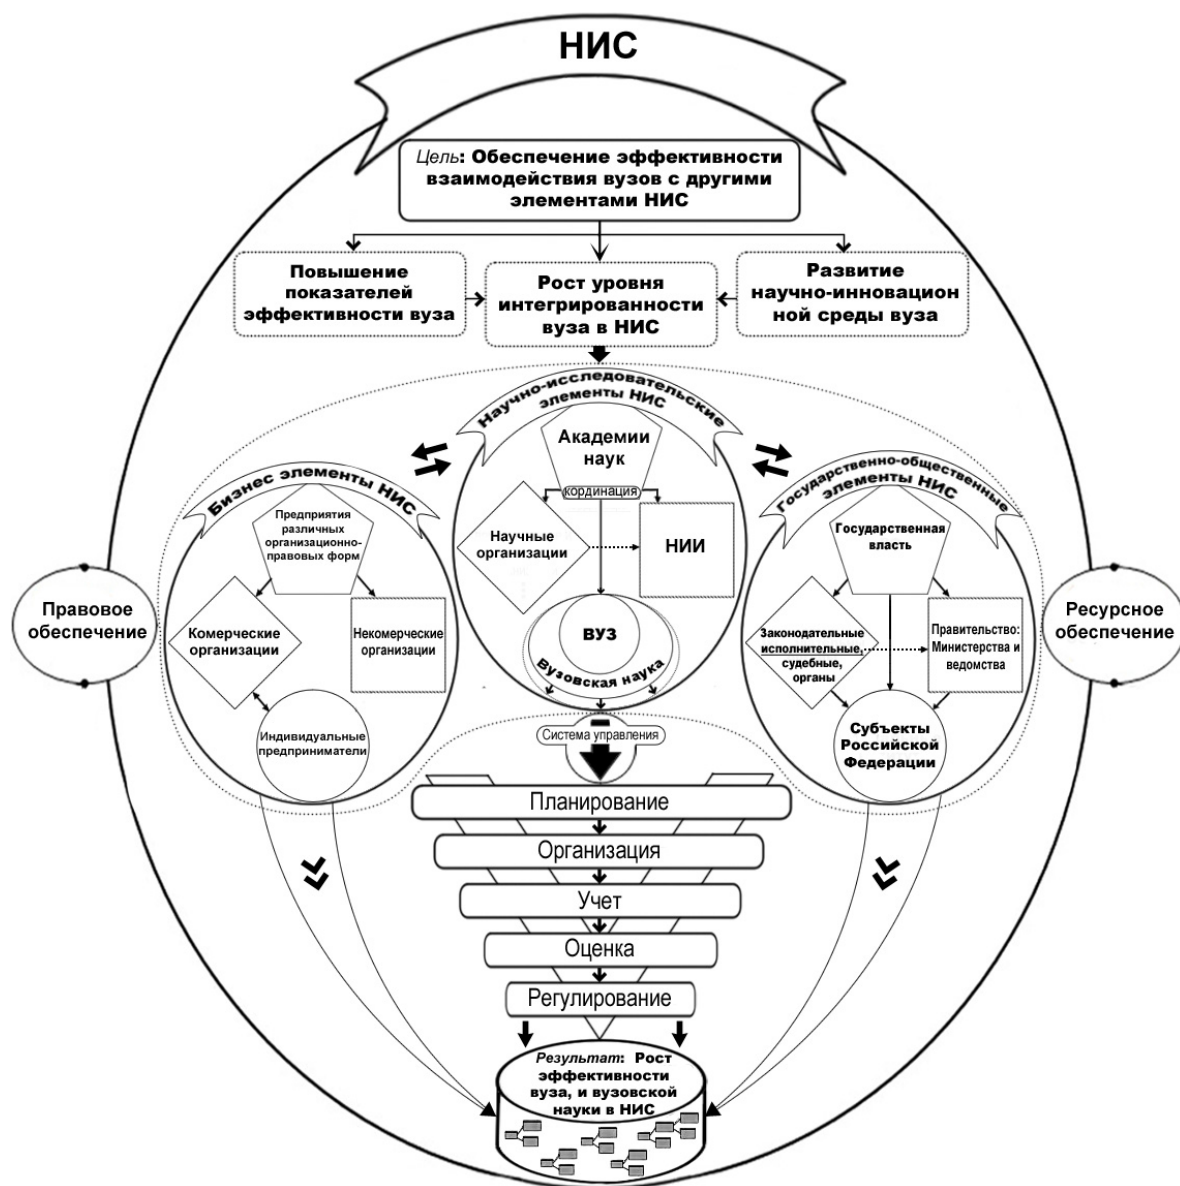 НИС
Цель: Обеспечение эффективности
взаимодействия вузов с другими
элементами НИС
Повышение
показателей
эффективности вуза
Рост уровня
интегрированности
вуза в НИС
Развитие
научно-инновацион
ной среды вуза
Научно-исследовательские
элементы НИС
Академии
наук
кординация
Научные
организации
НИИ
ВУЗ
Вузовская наука
Бизнес элементы НИС
Предприятия
различных
организационно-
правовых форм
Комерческие
организации
Некомерческие
организации
Индивидуальные
предприниматели
Государственно-общественные
элементы НИС
Государственная
власть
Законодательные
исполнительные,
судебные,
органы
Правительство:
Министерства и
ведомства
Субъекты
Российской
Федерации
Правовое
обеспечение
Ресурсное
обеспечение
Система управления
Планирование
Организация
Учет
Оценка
Регулирование
Результат: Рост
эффективности
вуза, и вузовской
науки в НИС